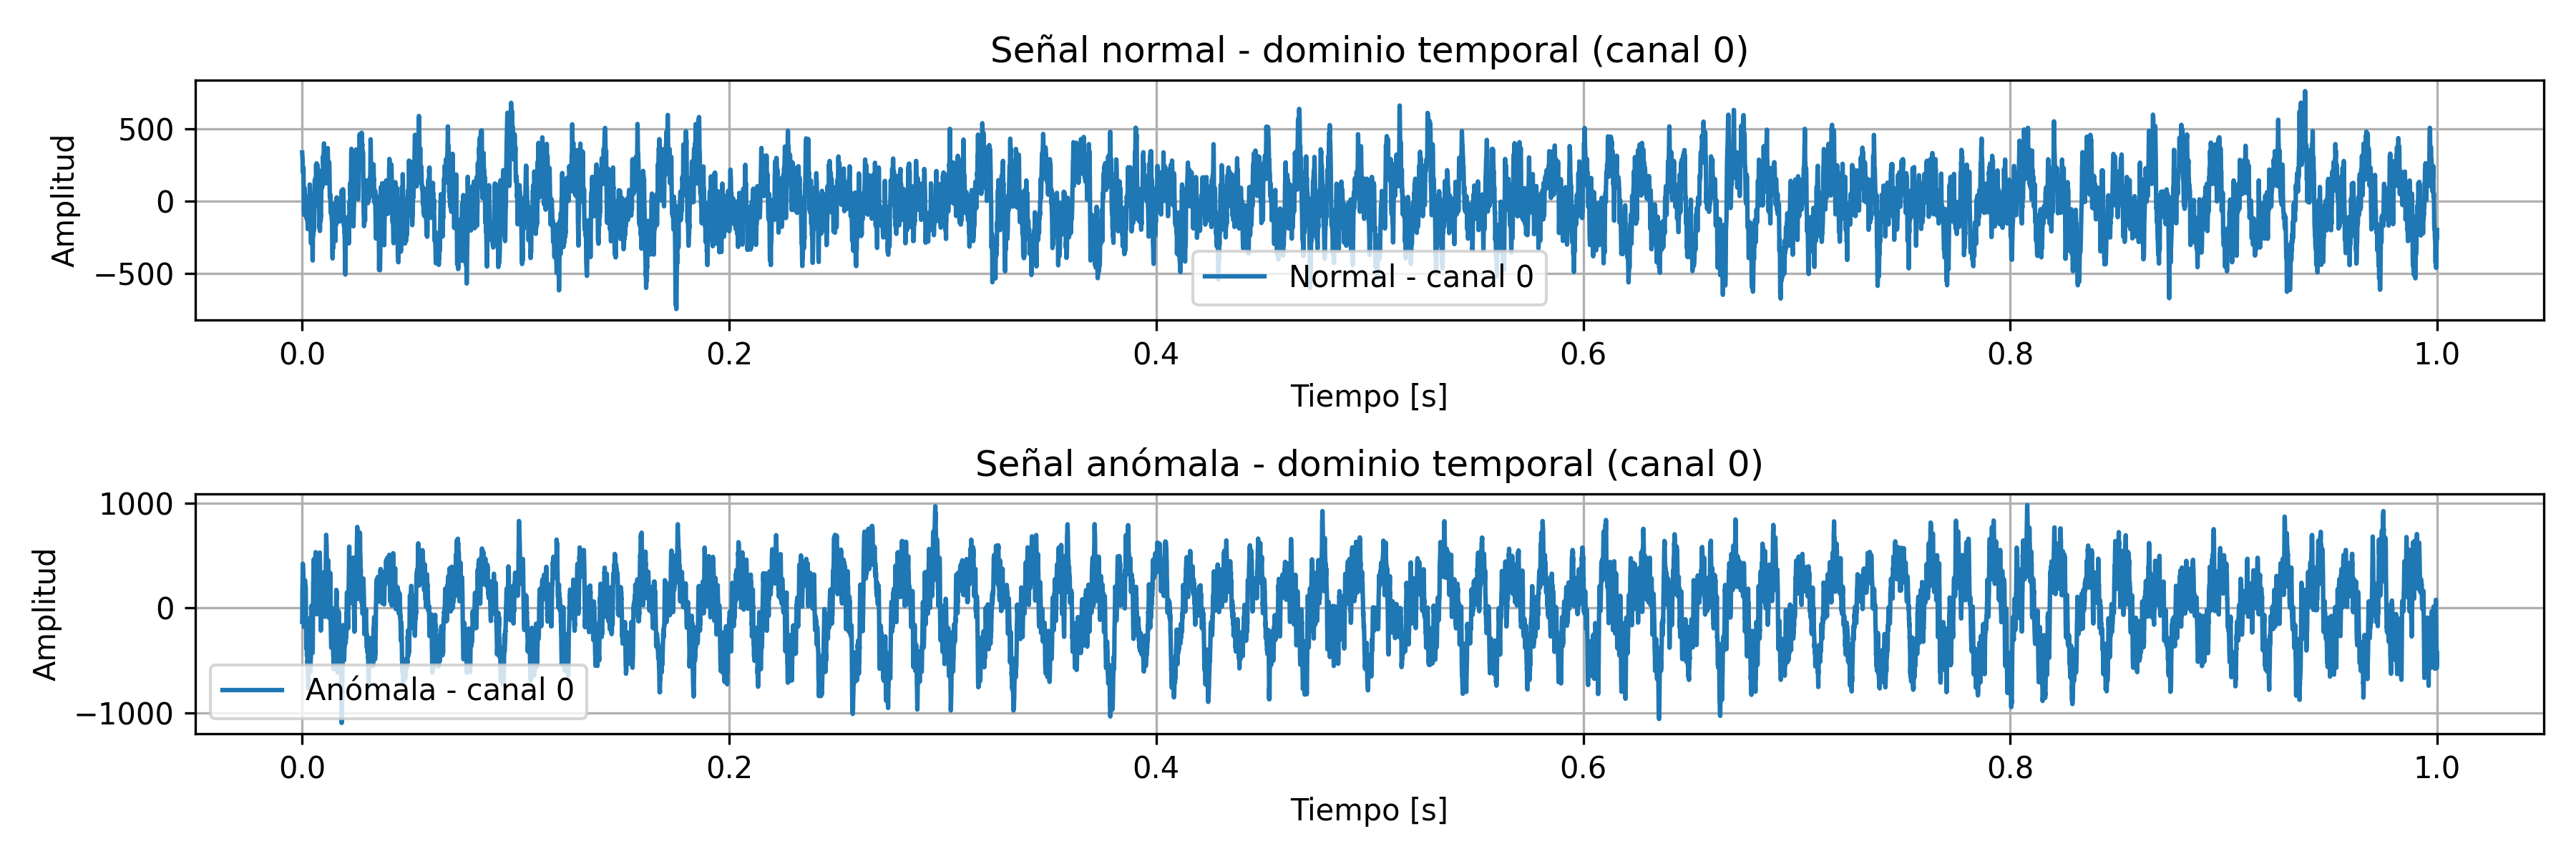 Señal normal - dominio temporal (canal 0)
Amplitud
500
0
−500
Normal - canal 0
0.0 0.2 0.4 0.6 0.8 1.0
Tiempo [s]
Señal anómala - dominio temporal (canal 0)
Amplitud
1000
0
−1000
Anómala - canal 0
0.0 0.2 0.4 0.6 0.8 1.0
Tiempo [s]